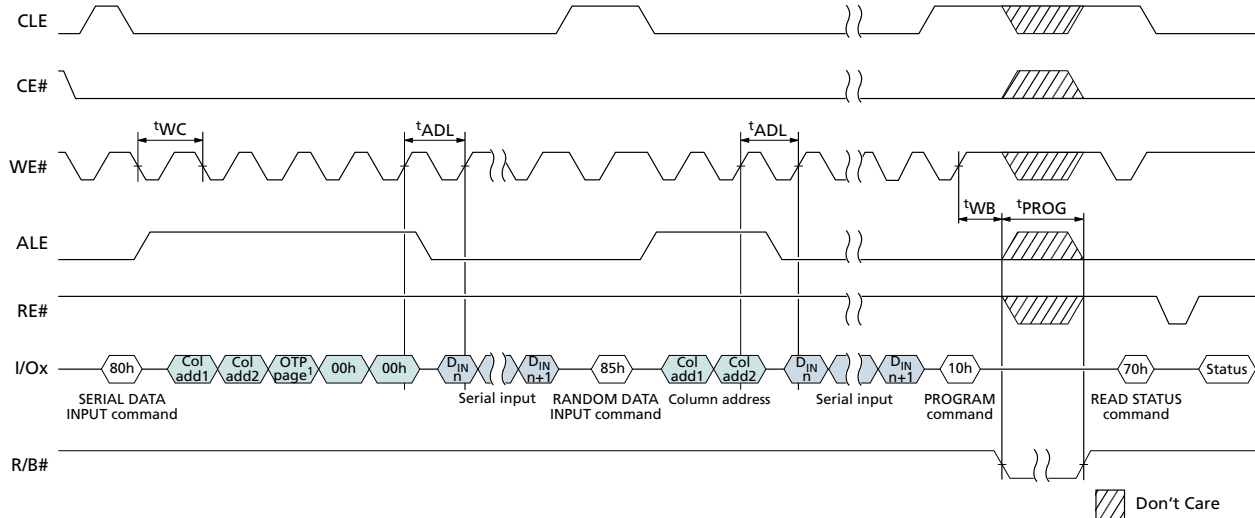 CLE
CE#
tWC
tADL
tADL
WE#
tWB
tPROG
ALE
RE#
I/Ox
80h
Col
add1
Col
add2
OTP
page1
00h
00h
DIN
n
DIN
n+1
85h
Col
add1
Col
add2
DIN
n
DIN
n+1
10h
70h
Status
SERIAL DATA
INPUT command
Serial input
RANDOM DATA
INPUT command
Column address
Serial input
PROGRAM
command
READ STATUS
command
R/B#
Don't Care